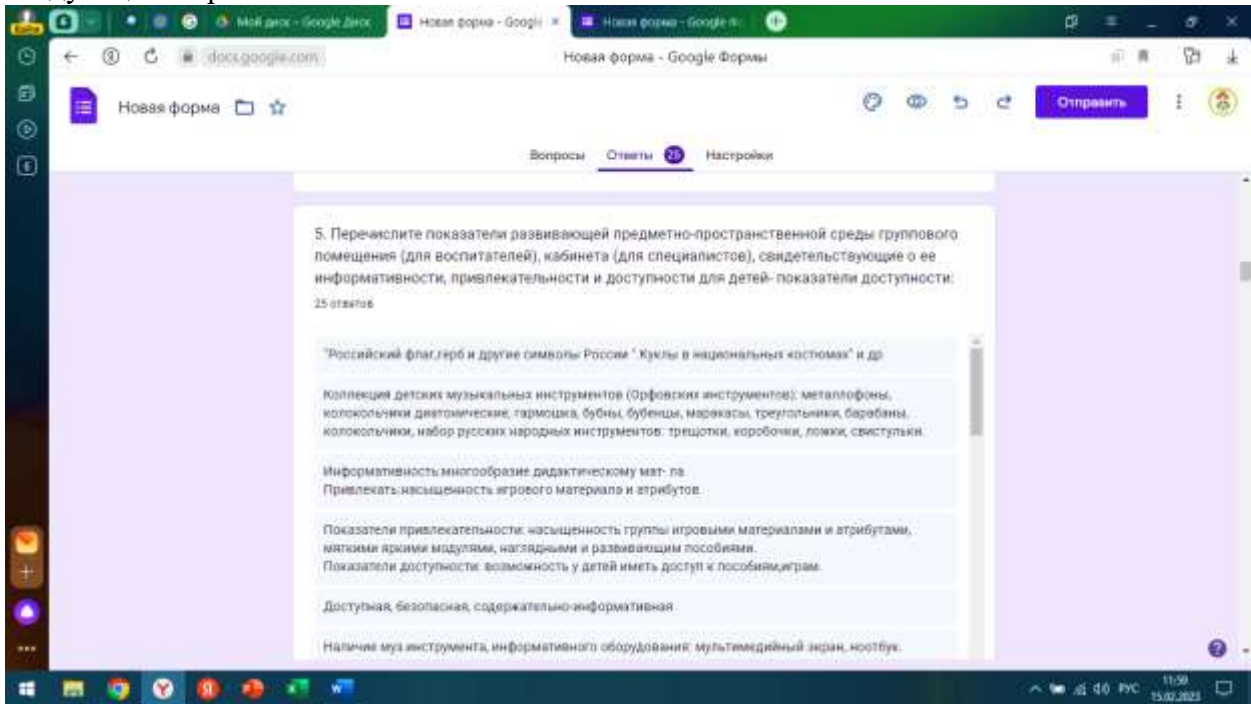 Мой диск - Google Диск
Новая форма - Googl
Новая форма - Google
docs.google.com
Новая форма - Google Формы
Новая форма
Отправить
Вопросы Ответы 25 Настройки
5. Перечислите показатели развивающей предметно-пространственной среды группового
помещения (для воспитателей), кабинета (для специалистов), свидетельствующие о ее
информативности, привлекательности и доступности для детей- показатели доступности:
25 ответов
"Российский флаг,герб и другие символы России ". Куклы в национальных костюмах" и др
Коллекция детских музыкальных инструментов (Орфовских инструментов): металлофоны,
колокольчики диатонические, гармошка, бубны, бубенцы, маракасы, треугольники, барабаны,
колокольчики, набор русских народных инструментов: трещотки, коробочки, ложки, свистульки.
Информативность:многообразие дидактическому мат- ла
Привлекать:насыщенность игрового материала и атрибутов
Показатели привлекательности: насыщенность группы игровыми материалами и атрибутами,
мягкими яркими модулями, наглядными и развивающим пособиями.
Показатели доступности: возможность у детей иметь доступ к пособиям,играм.
Доступная, безопасная, содержательно-информативная
Наличие муз.инструмента, информативного оборудования: мультимедийный экран, ноотбук.
РУС
11:59
15.02.2023